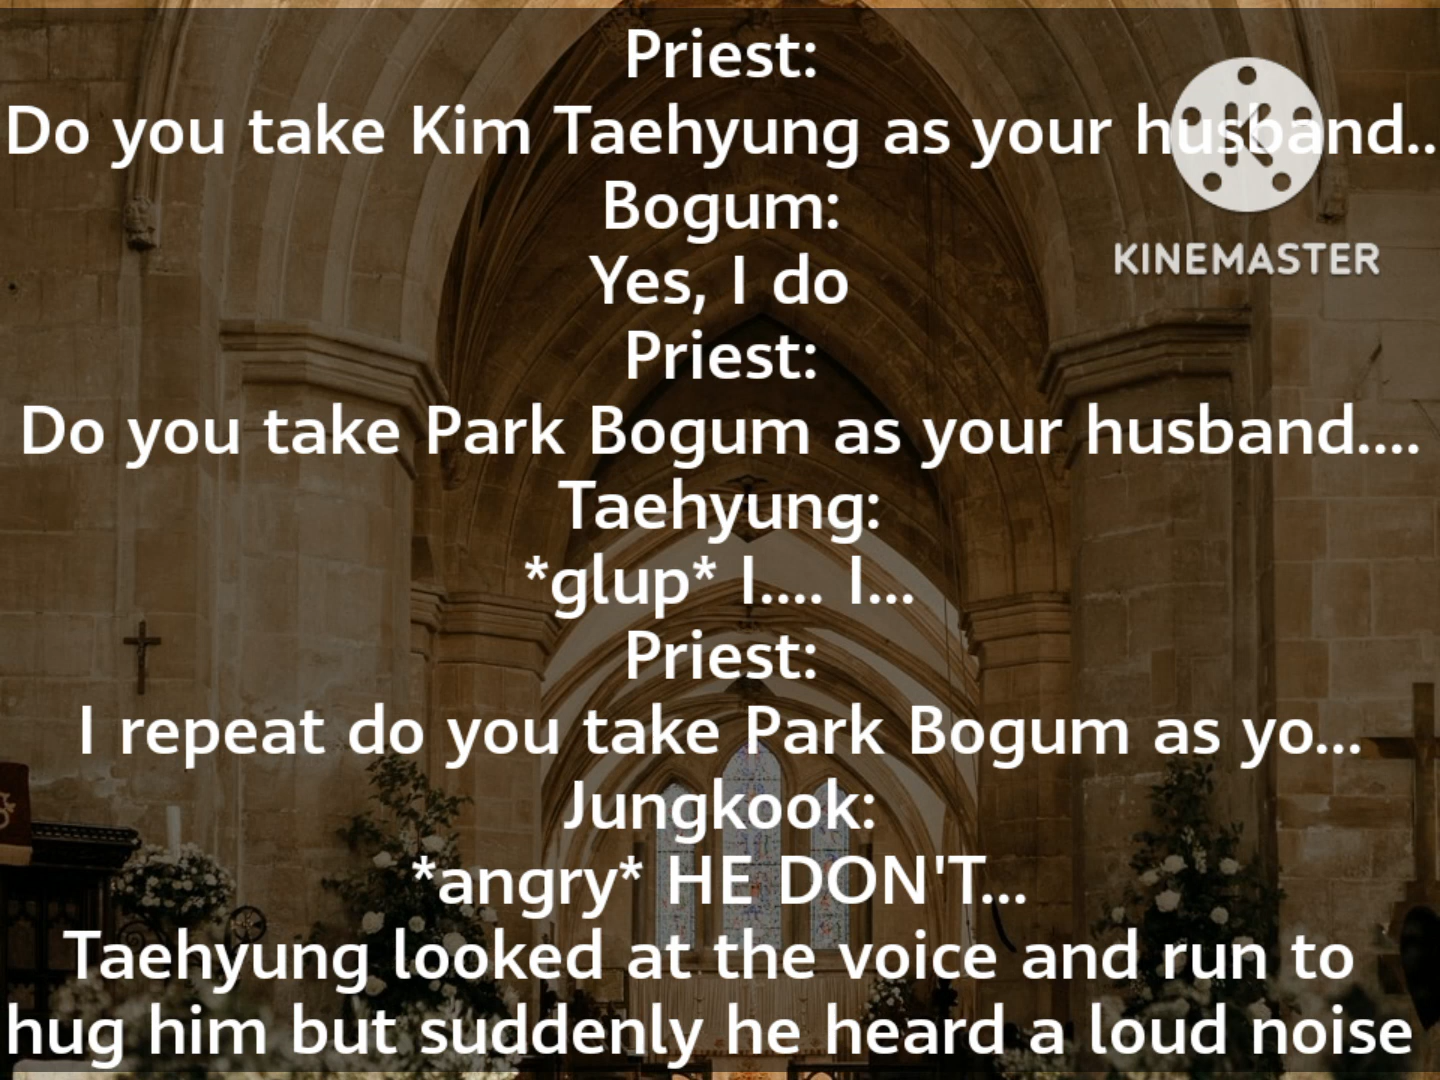 Priest:
Do you take Kim Taehyung as your husband..
Bogum:
Yes, I do
Priest:
Do you take Park Bogum as your husband....
Taehyung:
*glup* I.... I...
Priest:
I repeat do you take Park Bogum as yo...
Jungkook:
*angry* HE DON'T...
Taehyung looked at the voice and run to
hug him but suddenly he heard a loud noise
K
KINEMASTER